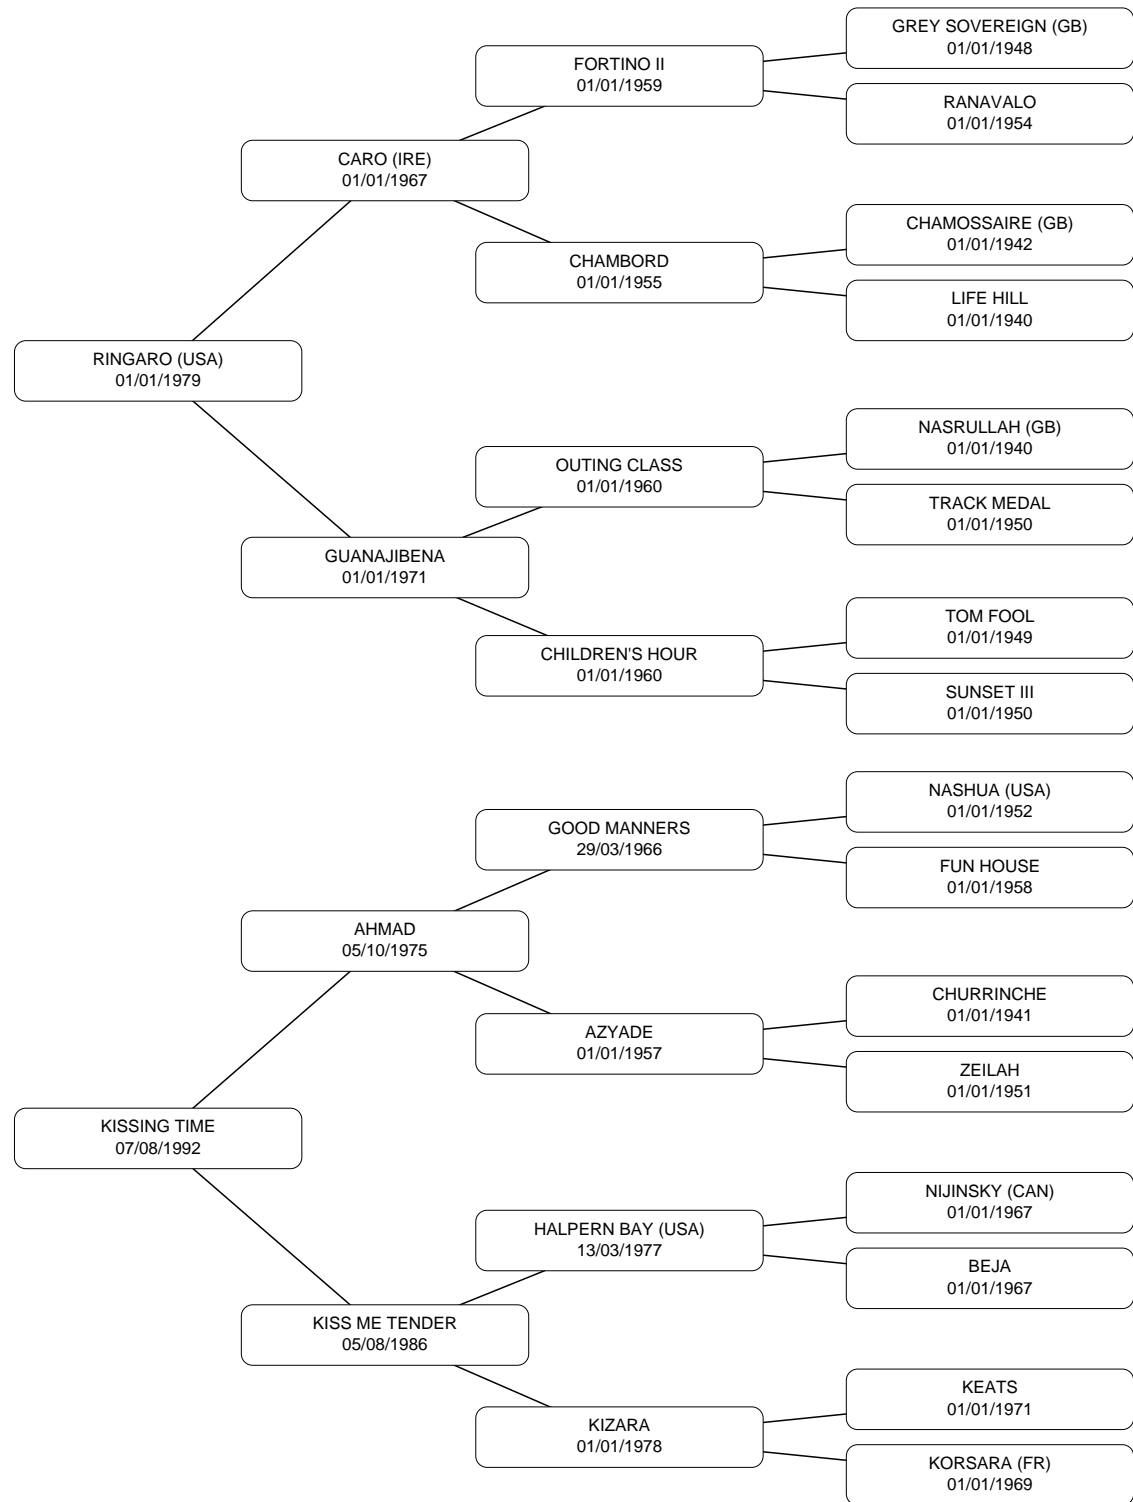 GREY SOVEREIGN (GB)
01/01/1948
FORTINO II
01/01/1959
RANAVALO
01/01/1954
CARO (IRE)
01/01/1967
CHAMOSSAIRE (GB)
01/01/1942
CHAMBORD
01/01/1955
LIFE HILL
01/01/1940
RINGARO (USA)
01/01/1979
NASRULLAH (GB)
01/01/1940
OUTING CLASS
01/01/1960
TRACK MEDAL
01/01/1950
GUANAJIBENA
01/01/1971
TOM FOOL
01/01/1949
CHILDREN'S HOUR
01/01/1960
SUNSET III
01/01/1950
NASHUA (USA)
01/01/1952
GOOD MANNERS
29/03/1966
FUN HOUSE
01/01/1958
AHMAD
05/10/1975
CHURRINCHE
01/01/1941
AZYADE
01/01/1957
ZEILAH
01/01/1951
KISSING TIME
07/08/1992
NIJINSKY (CAN)
01/01/1967
HALPERN BAY (USA)
13/03/1977
BEJA
01/01/1967
KISS ME TENDER
05/08/1986
KEATS
01/01/1971
KIZARA
01/01/1978
KORSARA (FR)
01/01/1969